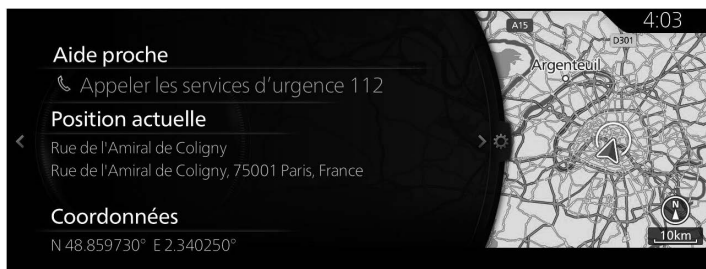 4:03
Aide proche
Appeler les services d'urgence 112
Position actuelle
Rue de l'Amiral de Coligny
Rue de l'Amiral de Coligny, 75001 Paris, France
Coordonnées
N 48.859730° E 2.340250°
A15
D301
Argenteuil
N
10km